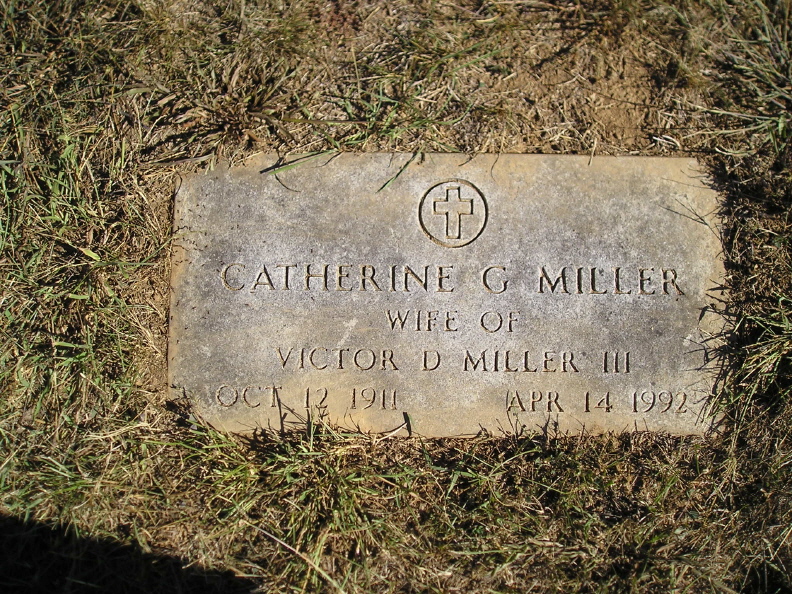 CATHERINE G MILLER
WIFE OF
VICTOR D MILLER III
OCT 12 1911 APR 14 1992